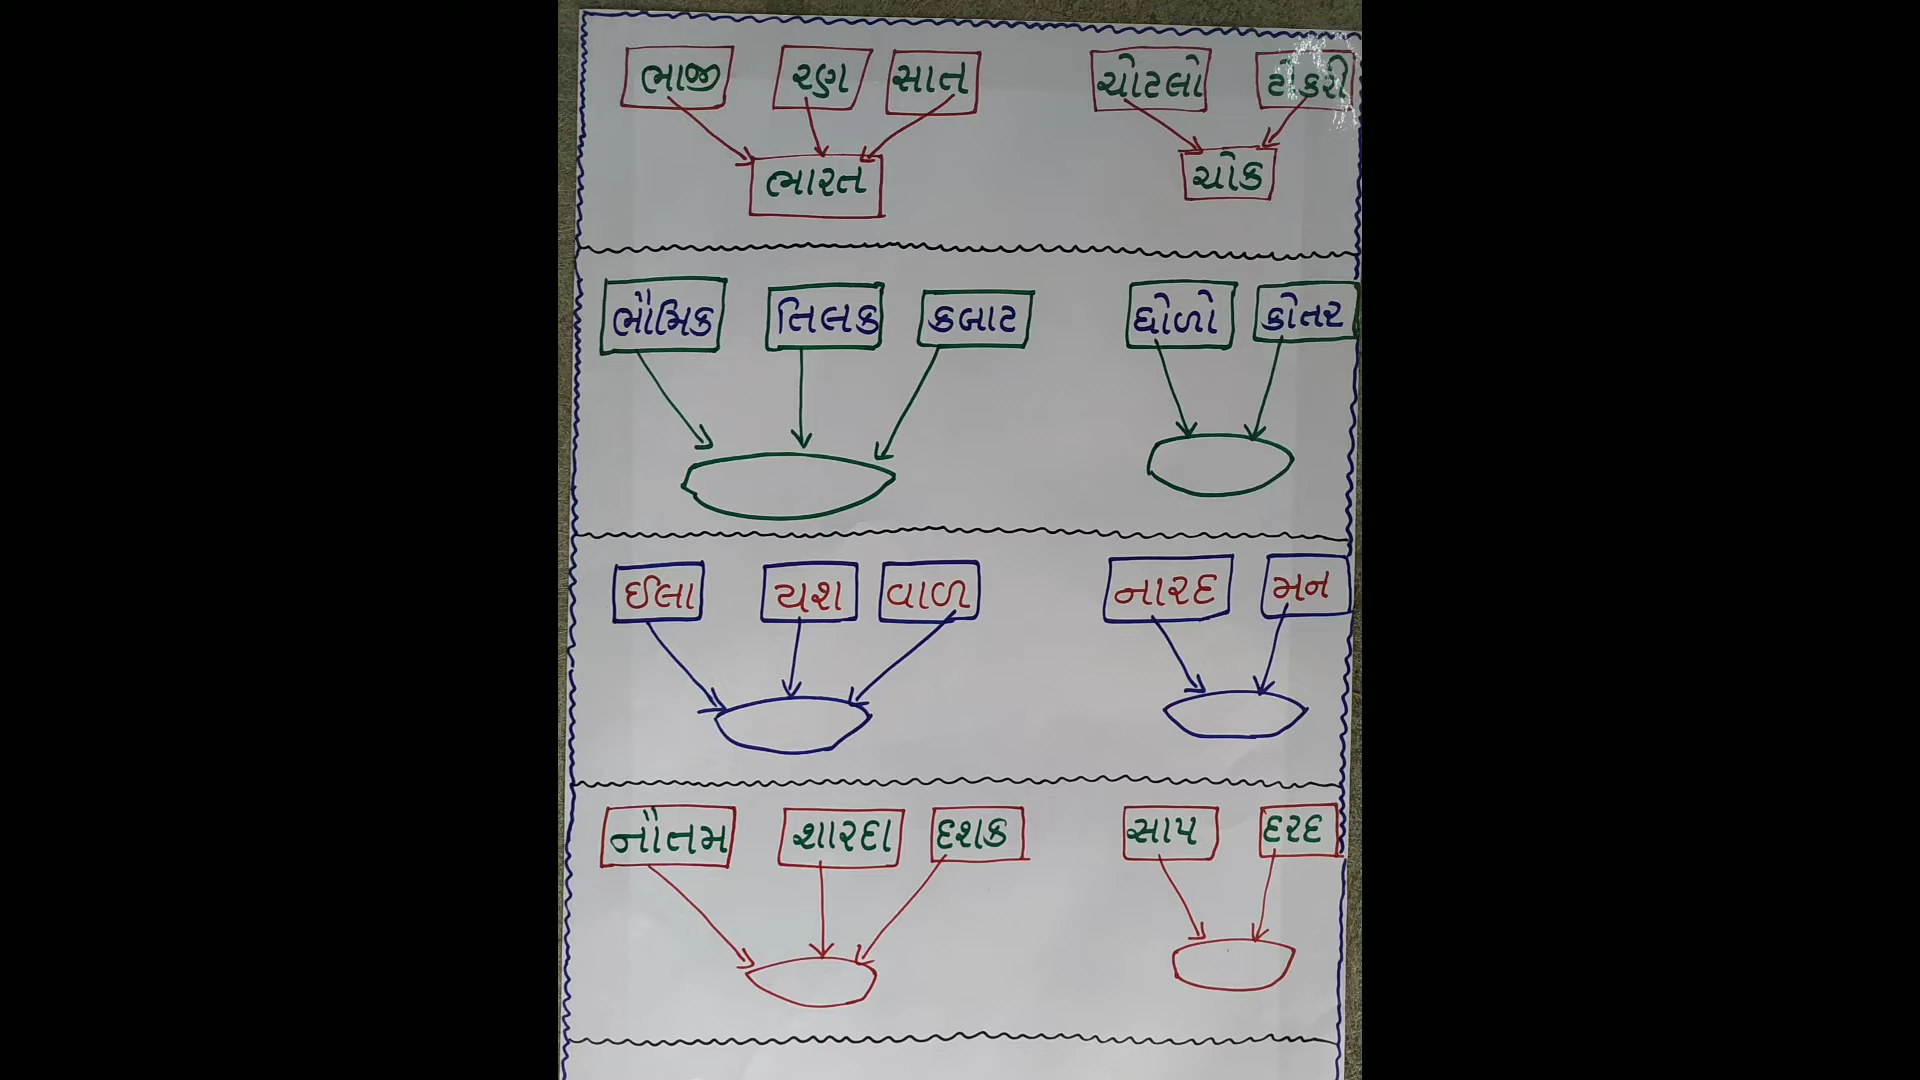 ભાજી રણ સાત ચોટલો ટેકરી
ભારત ચોક
ભૌમિક તિલક કબાટ ઘોળો કોતર
ઈલા યશ વાળ નારદ મન
નૌતમ શારદા દશક સાપ દરદ